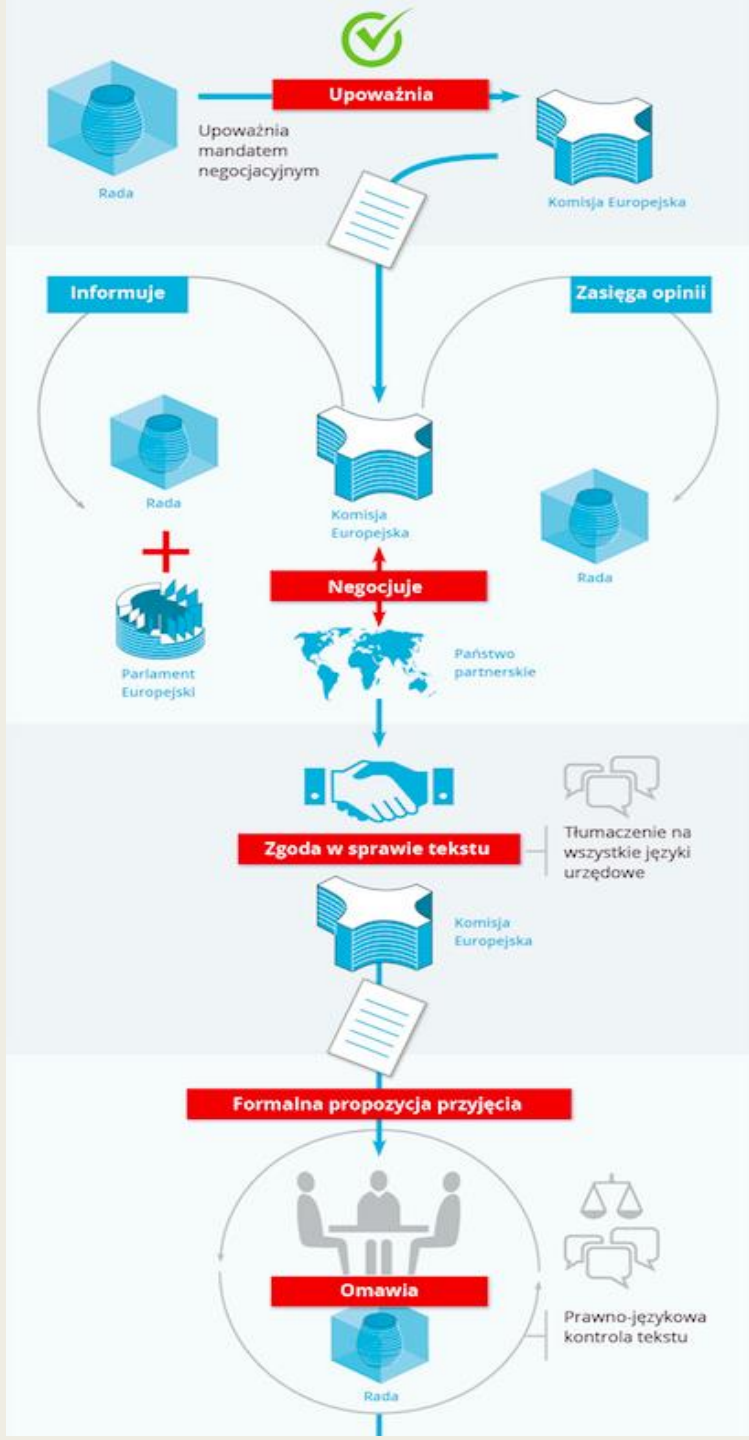 Upoważnia
Upoważnia
mandatem
negocjacyjnym
Rada
Komisja Europejska
Informuje
Zasięga opinii
Rada
Komisja
Europejska
Rada
Negocjuje
Parlament
Europejski
Państwo
partnerskie
Zgoda w sprawie tekstu
Tłumaczenie na
wszystkie języki
urzędowe
Komisja
Europejska
Formalna propozycja przyjęcia
Omawia
Prawno-językowa
kontrola tekstu
Rada